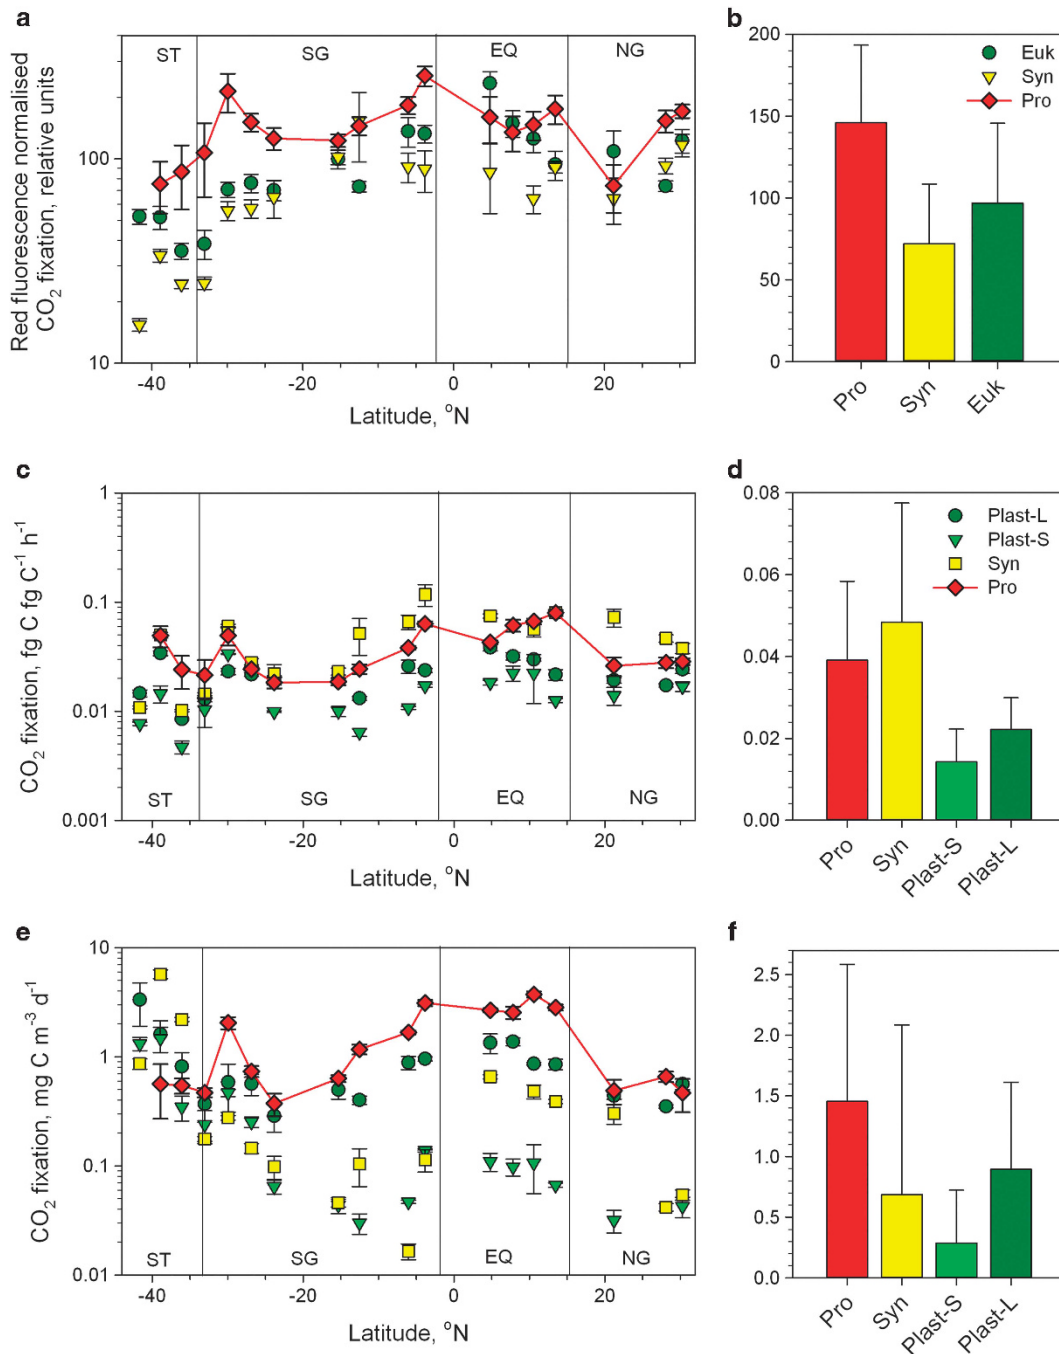 a
ST
SG
EQ
NG
Red fluorescence normalised
CO2 fixation, relative units
100
10
-40
-20
0
20
Latitude, °N
b
200
150
100
50
0
Euk
Syn
Pro
Pro
Syn
Euk
c
CO2 fixation, fg C fg C-1 h-1
1
0.1
0.01
0.001
ST
SG
EQ
NG
-40
-20
0
20
Latitude, °N
d
0.08
0.06
0.04
0.02
0.00
Plast-L
Plast-S
Syn
Pro
Pro
Syn
Plast-S
Plast-L
e
CO2 fixation, mg C m-3 d-1
10
1
0.1
0.01
ST
SG
EQ
NG
-40
-20
0
20
Latitude, °N
f
2.5
2.0
1.5
1.0
0.5
0.0
Pro
Syn
Plast-S
Plast-L